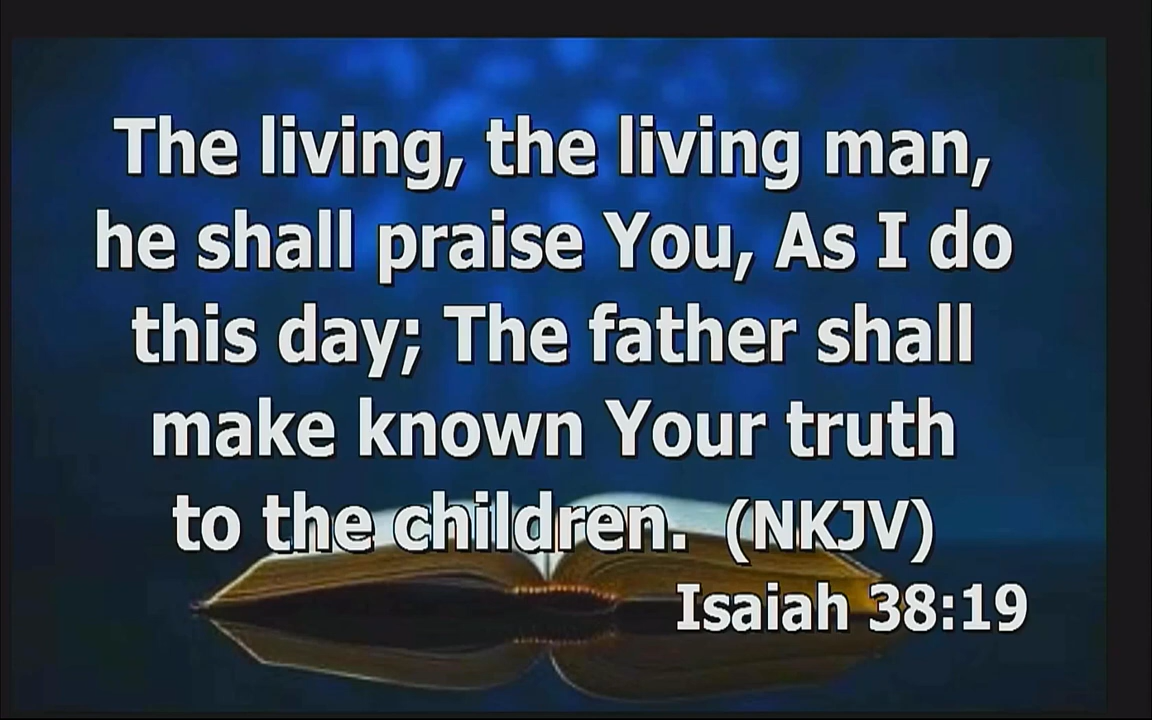 The living, the living man,
he shall praise You, As I do
this day; The father shall
make known Your truth
to the children. (NKJV)
Isaiah 38:19